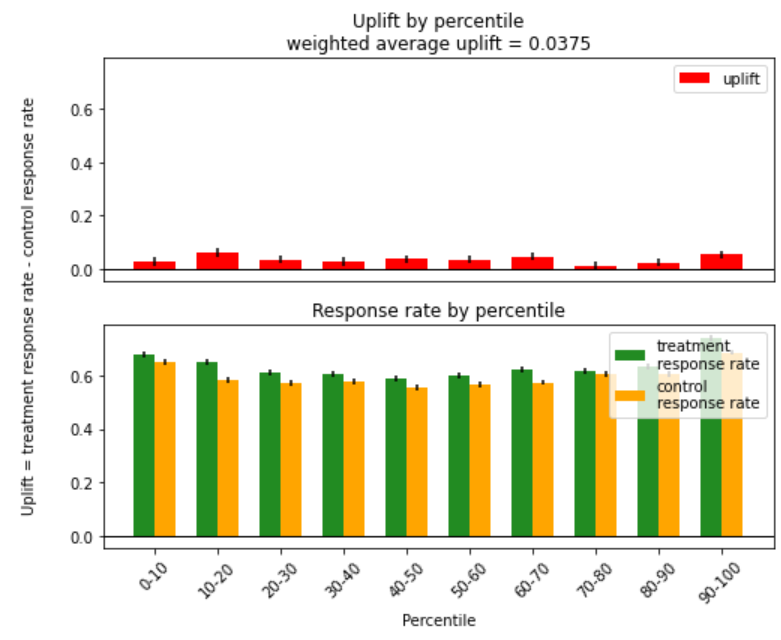 Uplift by percentile
weighted average uplift = 0.0375
uplift
0.6
0.4
0.2
0.0
Uplift = treatment response rate - control response rate
Response rate by percentile
treatment
response rate
control
response rate
0.6
0.4
0.2
0.0
0-10
10-20
20-30
30-40
40-50
50-60
60-70
70-80
80-90
90-100
Percentile